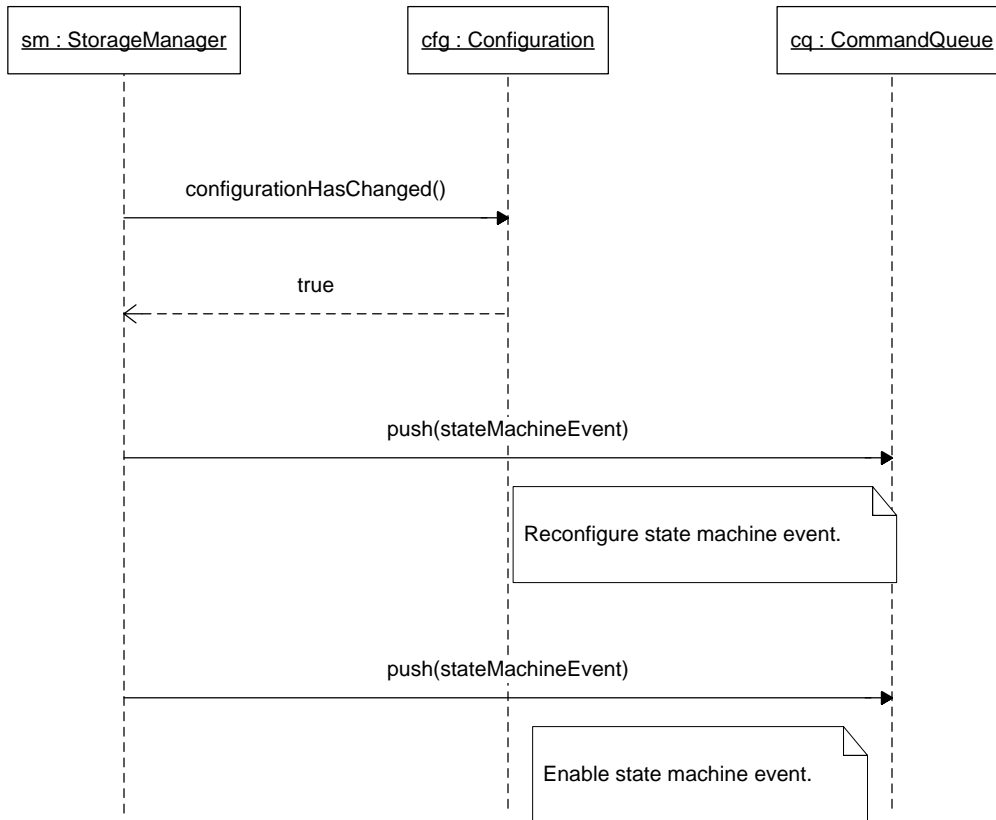 sm : StorageManager
cfg : Configuration
cq : CommandQueue
configurationHasChanged()
true
push(stateMachineEvent)
Reconfigure state machine event.
push(stateMachineEvent)
Enable state machine event.